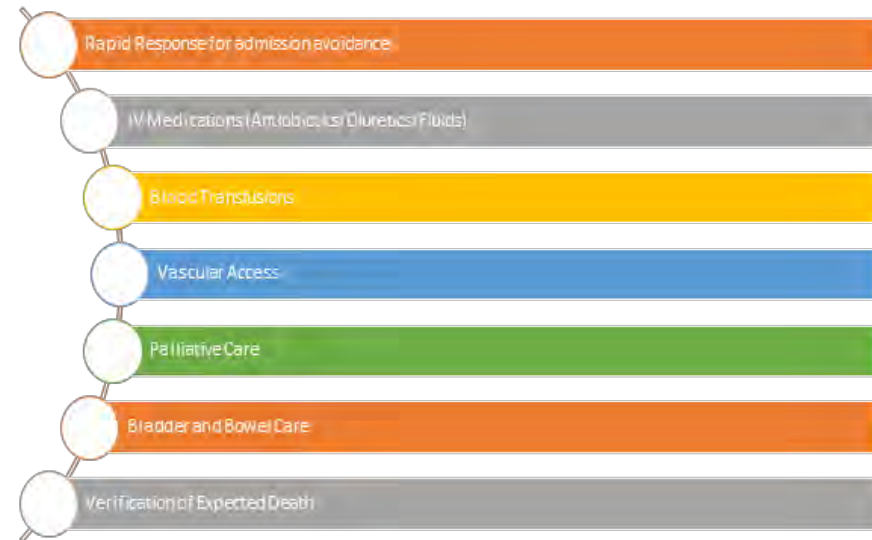 Rapid Response for admission avoidance
IV Medications (Antiobiotics/Diuretics/Fluids)
Blood Transfusions
Vascular Access
Palliative Care
Bladder and Bowel Care
Verification of Expected Death